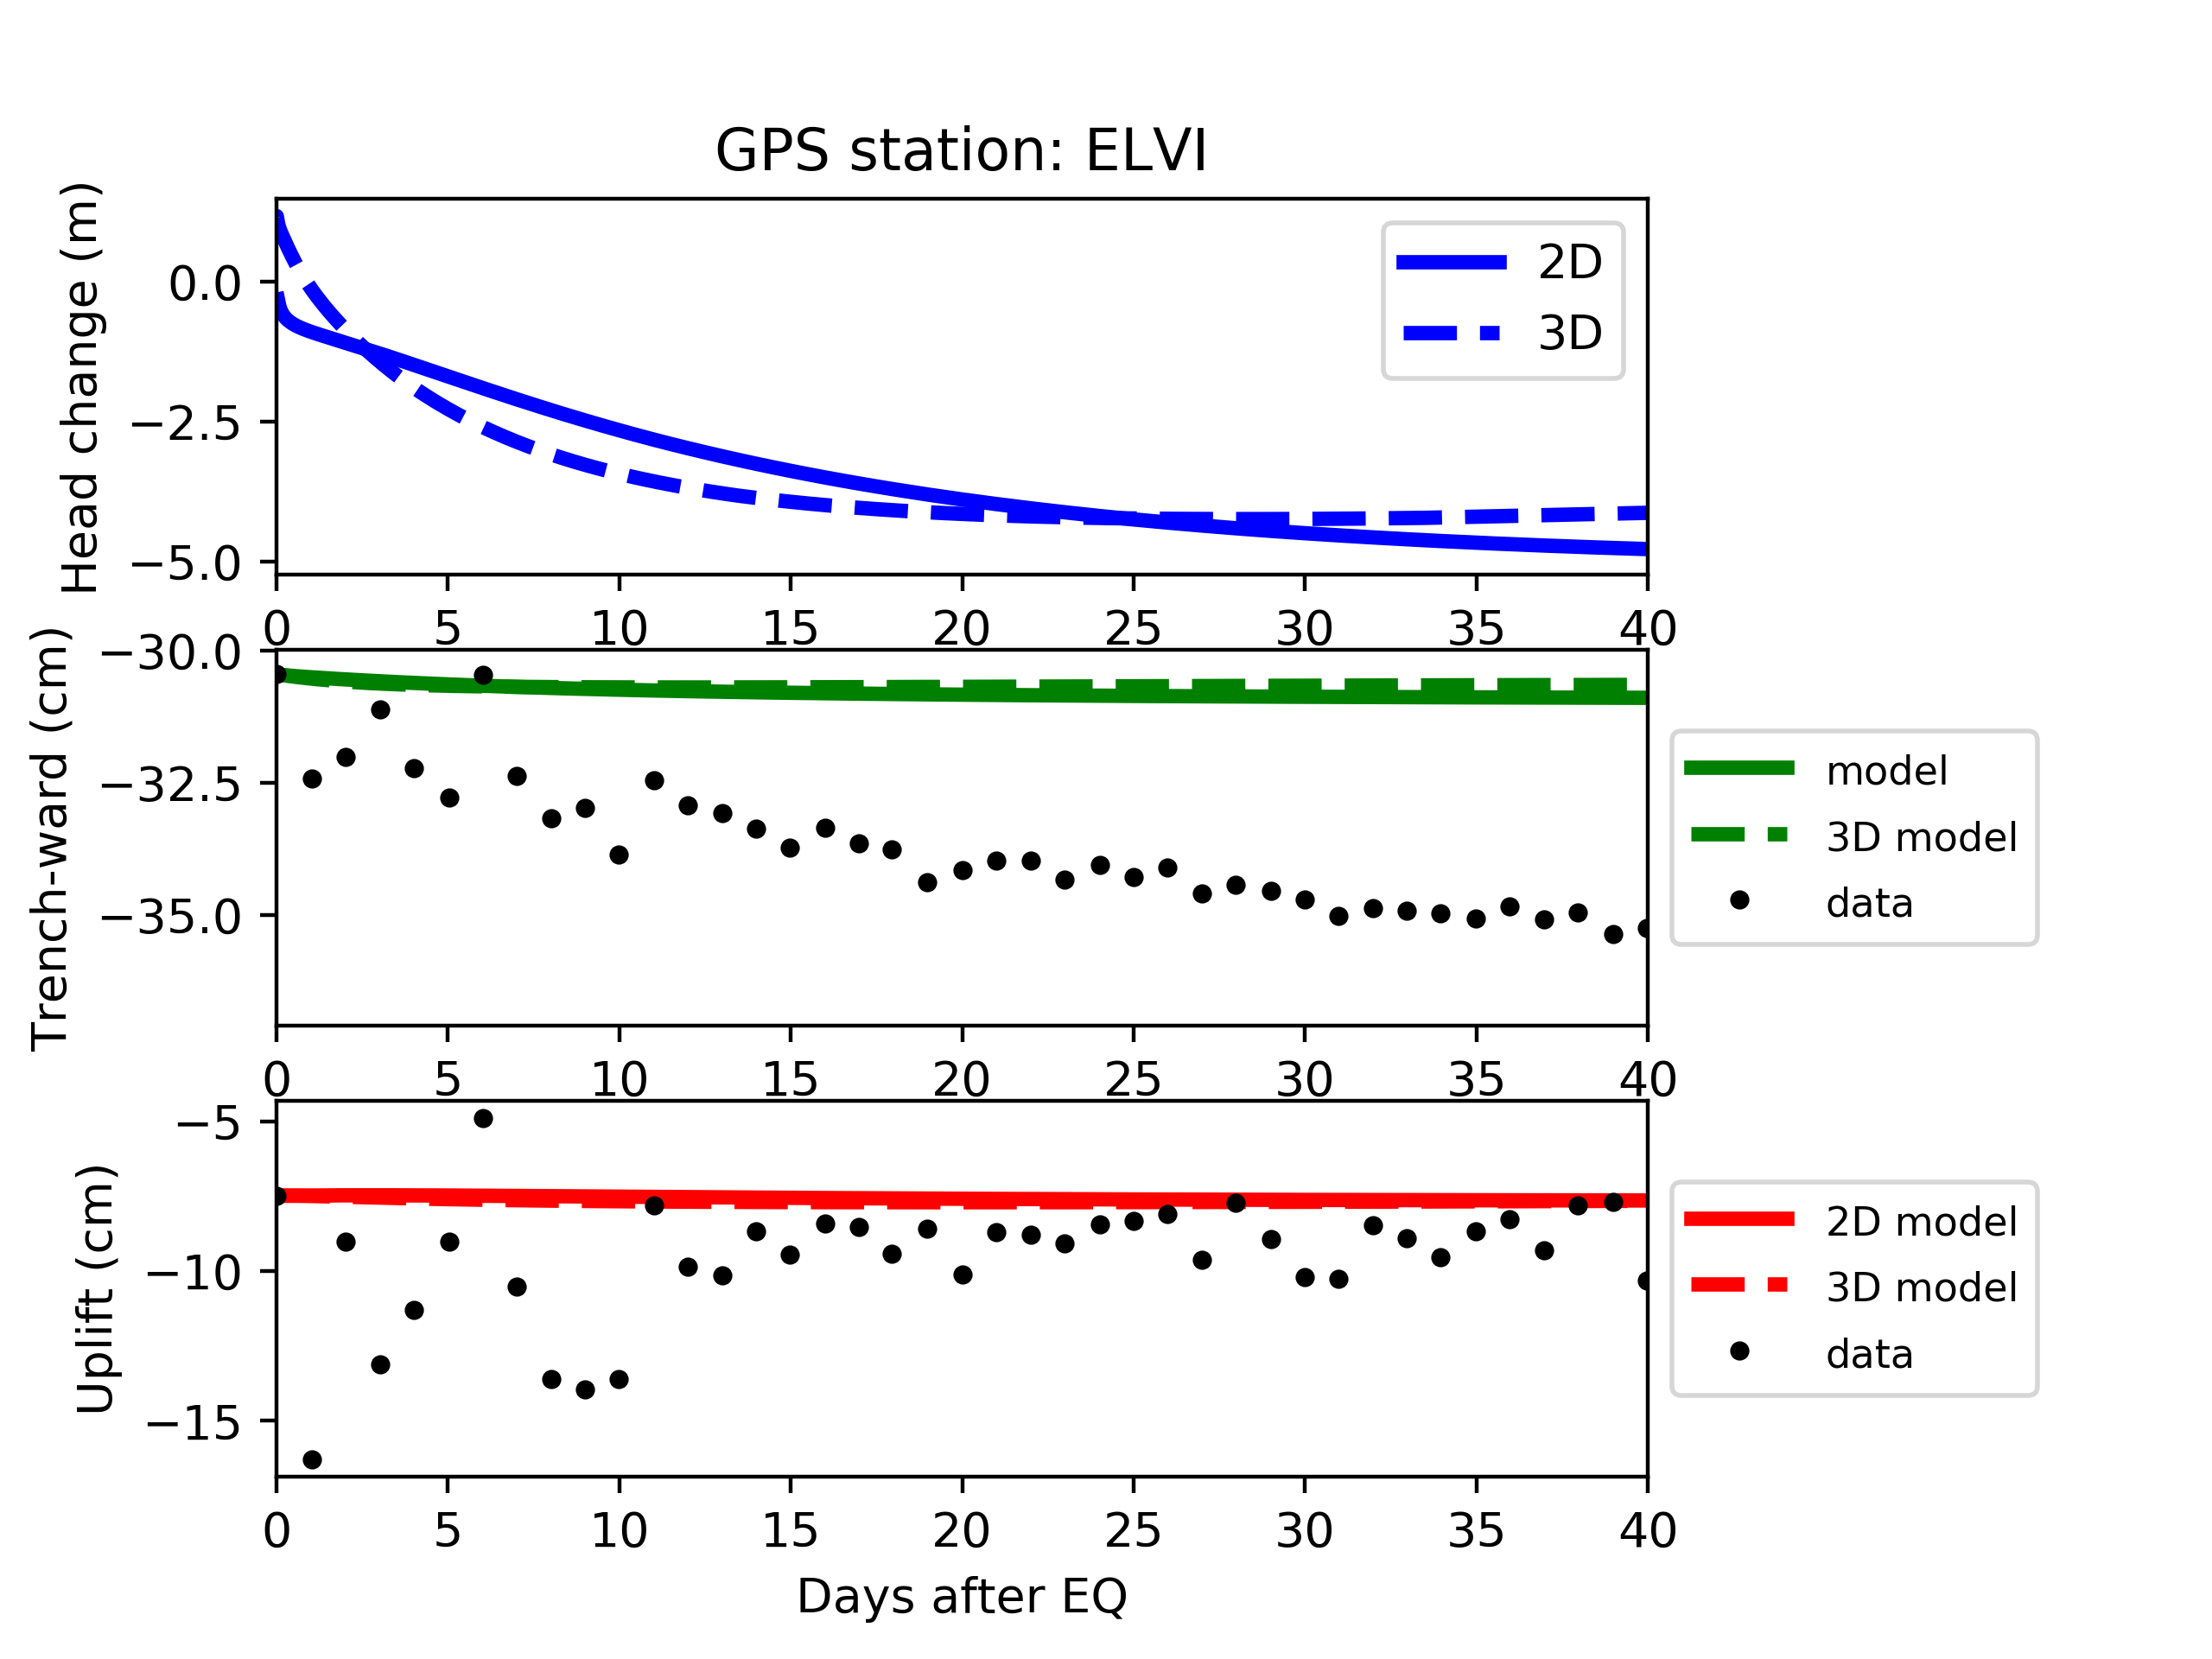 GPS station: ELVI
Head change (m)
0.0
−2.5
−5.0
2D
3D
0 5 10 15 20 25 30 35 40
Trench-ward (cm)
−30.0
−32.5
−35.0
model
3D model
data
0 5 10 15 20 25 30 35 40
Uplift (cm)
−5
−10
−15
2D model
3D model
data
0 5 10 15 20 25 30 35 40
Days after EQ